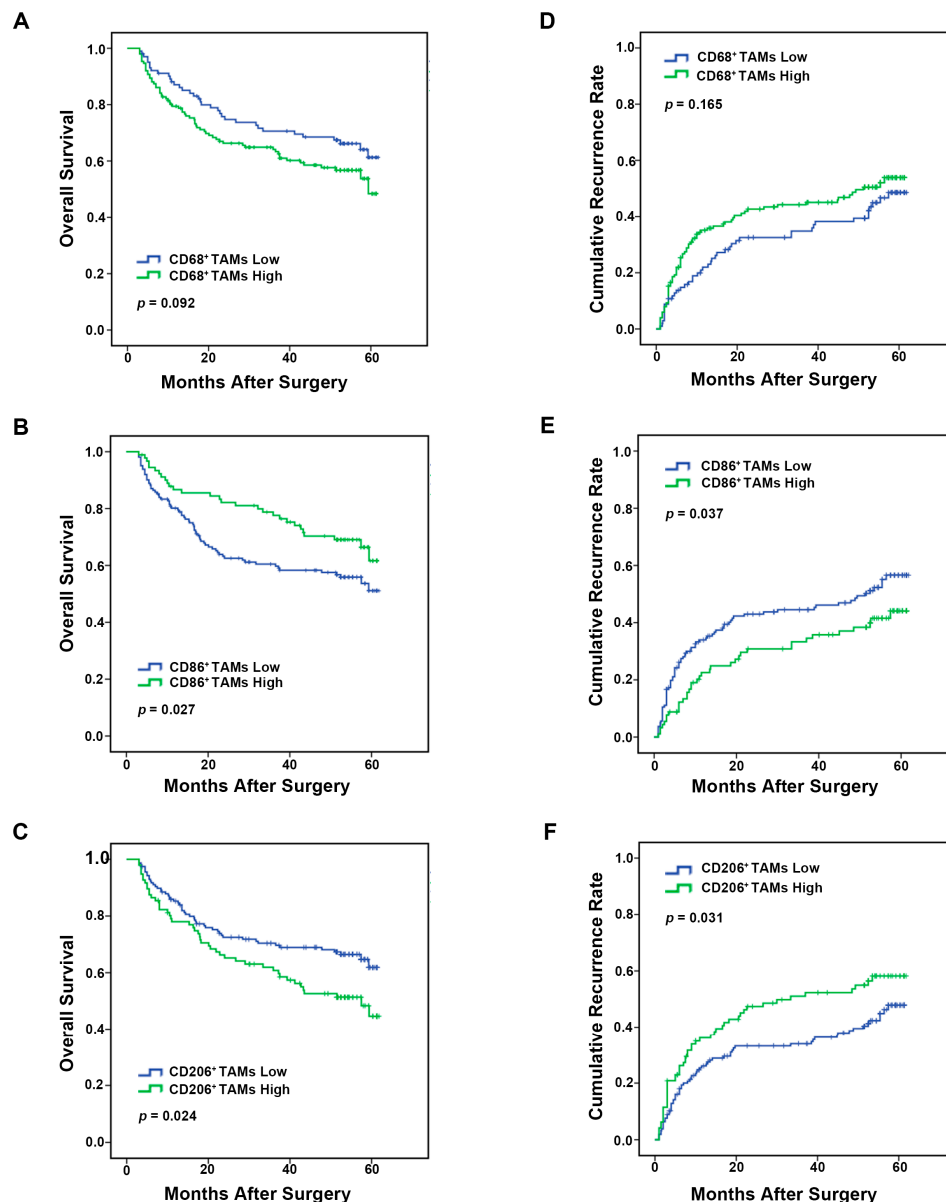 A
Overall Survival
1.0
0.8
0.6
0.4
0.2
0.0
CD68⁺ TAMs Low
CD68⁺ TAMs High
p = 0.092
0 20 40 60
Months After Surgery
D
Cumulative Recurrence Rate
1.0
0.8
0.6
0.4
0.2
0.0
CD68⁺ TAMs Low
CD68⁺ TAMs High
p = 0.165
0 20 40 60
Months After Surgery
B
Overall Survival
1.0
0.8
0.6
0.4
0.2
0.0
CD86⁺ TAMs Low
CD86⁺ TAMs High
p = 0.027
0 20 40 60
Months After Surgery
E
Cumulative Recurrence Rate
1.0
0.8
0.6
0.4
0.2
0.0
CD86⁺ TAMs Low
CD86⁺ TAMs High
p = 0.037
0 20 40 60
Months After Surgery
C
Overall Survival
1.0
0.8
0.6
0.4
0.2
0.0
CD206⁺ TAMs Low
CD206⁺ TAMs High
p = 0.024
0 20 40 60
Months After Surgery
F
Cumulative Recurrence Rate
1.0
0.8
0.6
0.4
0.2
0.0
CD206⁺ TAMs Low
CD206⁺ TAMs High
p = 0.031
0 20 40 60
Months After Surgery